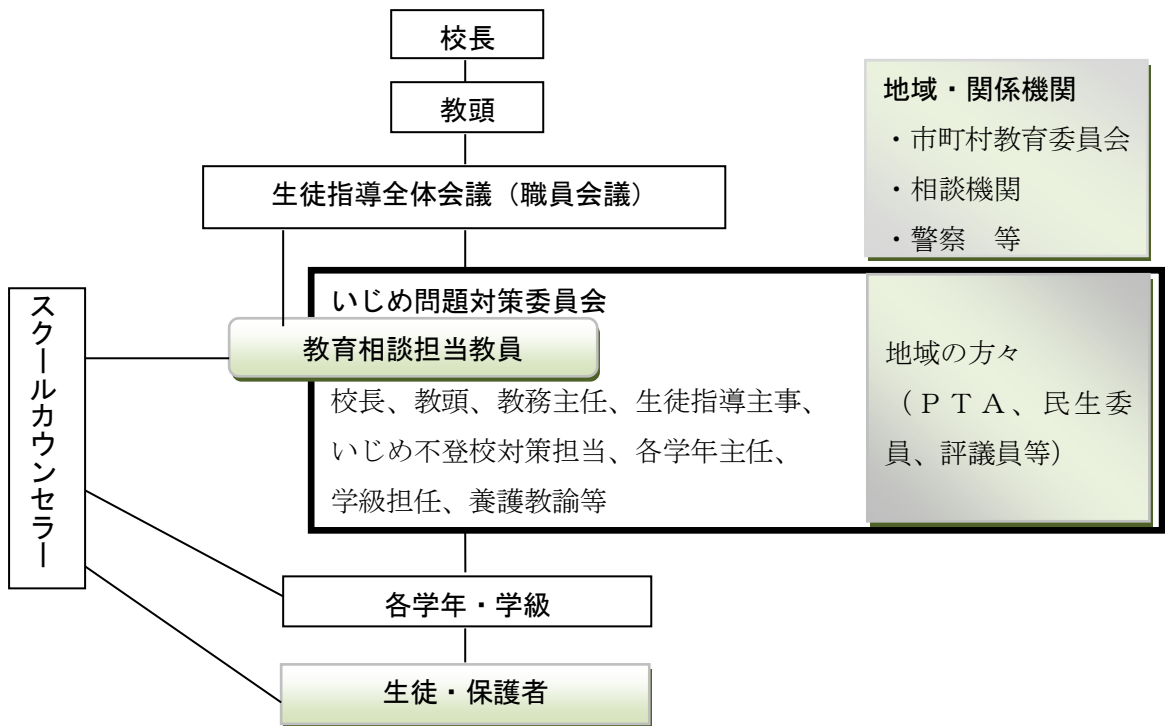 校長
教頭
生徒指導全体会議（職員会議）
地域・関係機関
・市町村教育委員会
・相談機関
・警察　等
スクールカウンセラー
いじめ問題対策委員会
教育相談担当教員
校長、教頭、教務主任、生徒指導主事、
いじめ不登校対策担当、各学年主任、
学級担任、養護教諭等
地域の方々
（ＰＴＡ、民生委
員、評議員等）
各学年・学級
生徒・保護者